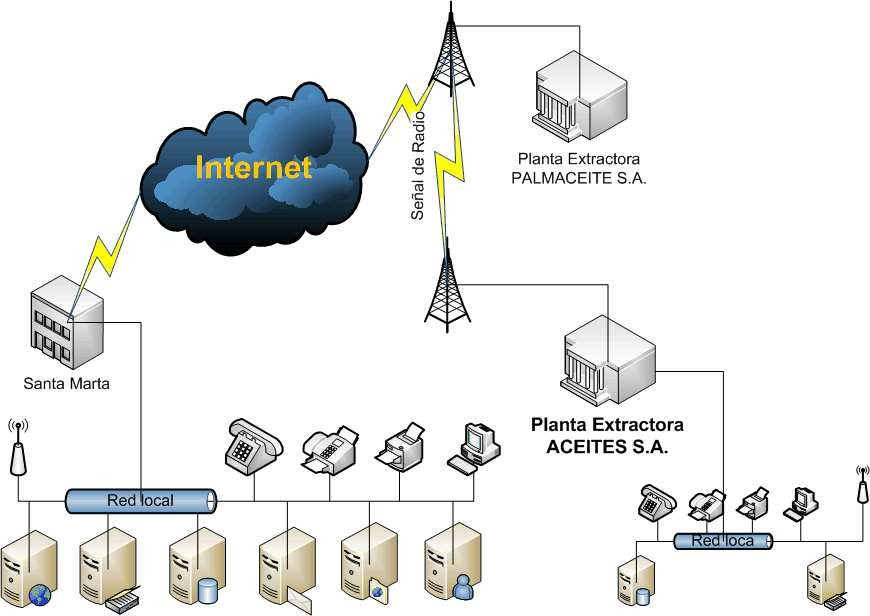 Internet
Señal de Radio
Planta Extractora
PALMACEITE S.A.
Santa Marta
Planta Extractora
ACEITES S.A.
Red local
Red loca